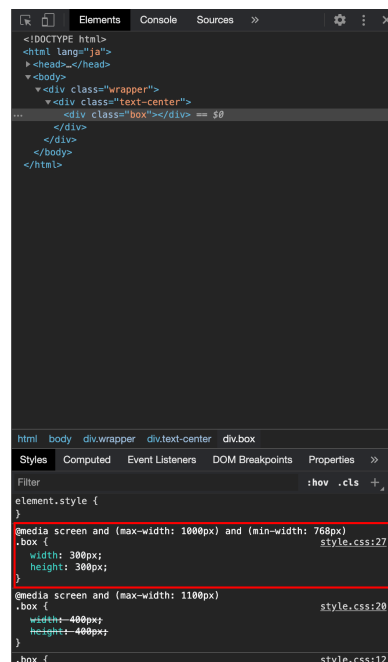 Elements Console Sources »
<!DOCTYPE html>
<html lang="ja">
<head>…</head>
<body>
<div class="wrapper">
<div class="text-center">
... <div class="box"></div> == $0
</div>
</div>
</body>
</html>
html body div.wrapper div.text-center div.box
Styles Computed Event Listeners DOM Breakpoints Properties »
Filter :hov .cls +
element.style {
}
@media screen and (max-width: 1000px) and (min-width: 768px)
.box { style.css:27
width: 300px;
height: 300px;
}
@media screen and (max-width: 1100px)
.box { style.css:20
width: 400px;
height: 400px;
}
.box { style.css:12